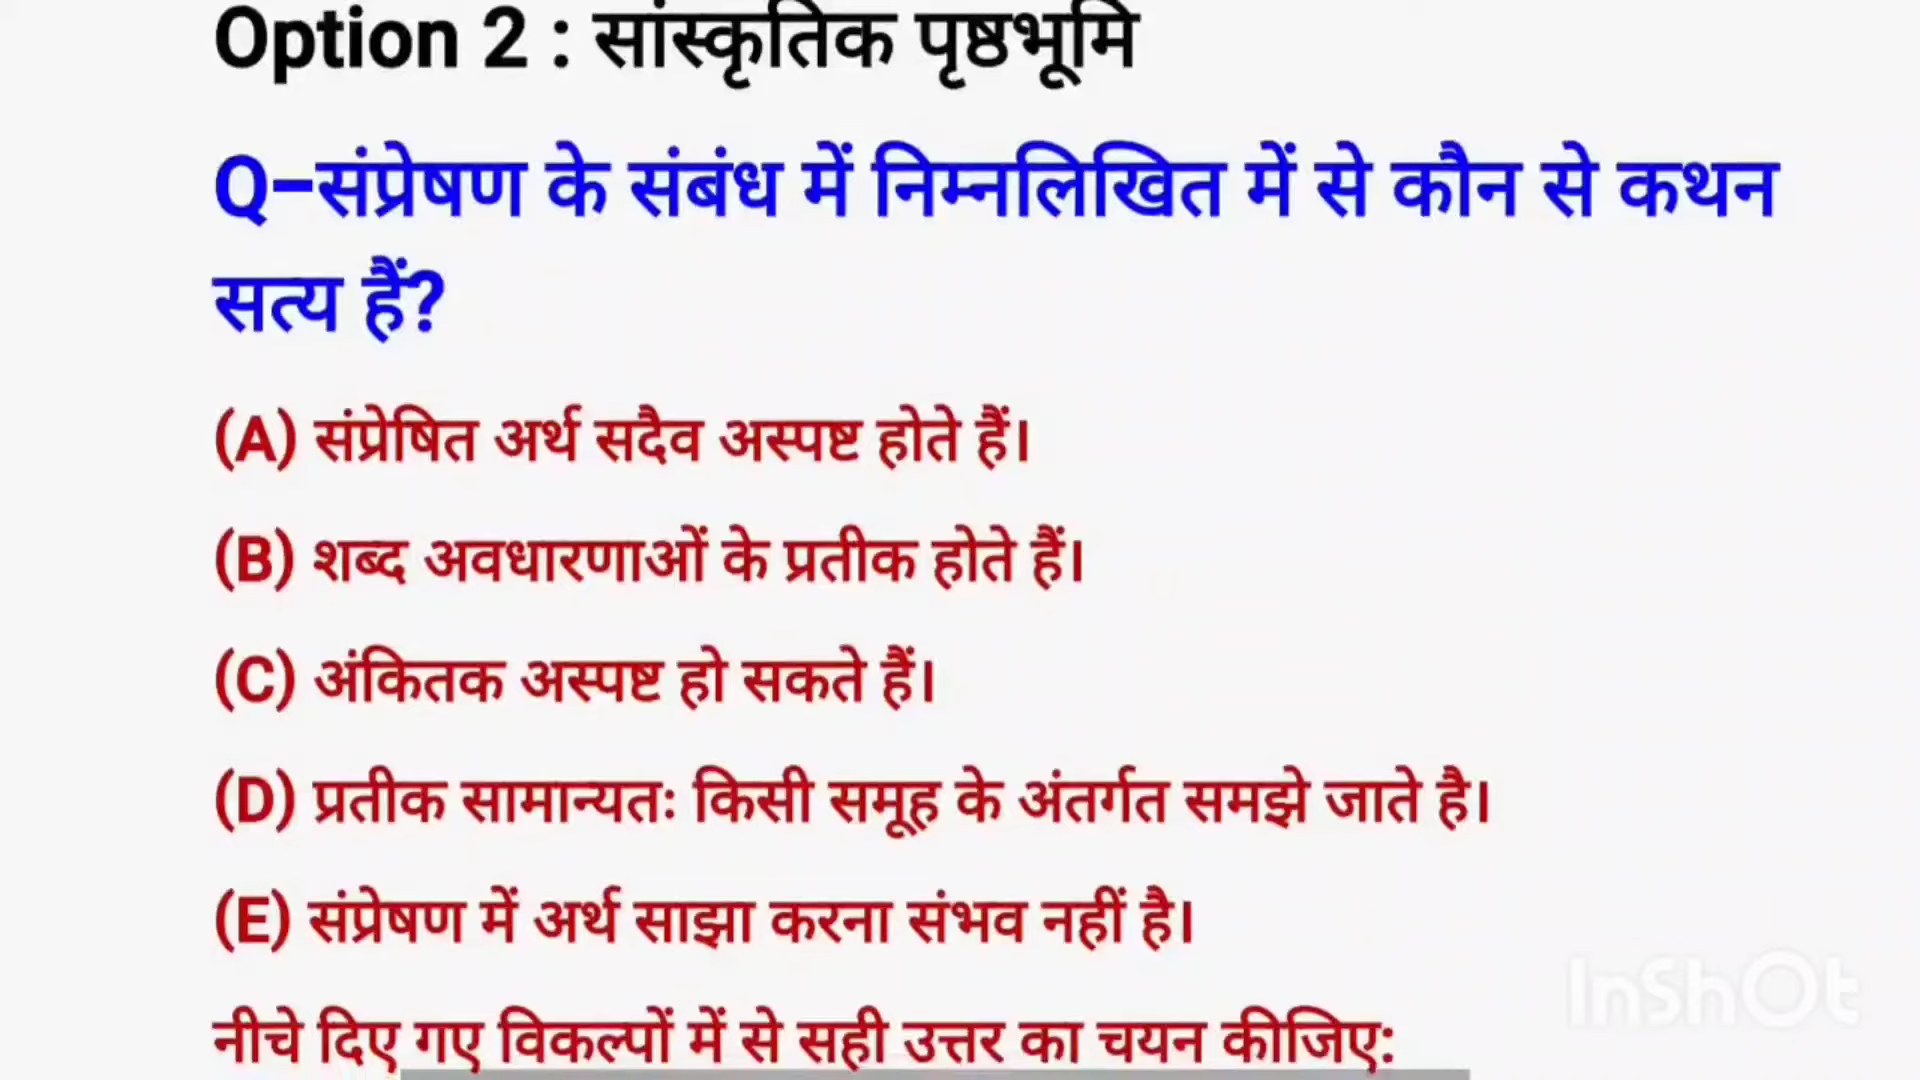 Option 2 : सांस्कृतिक पृष्ठभूमि
Q–संप्रेषण के संबंध में निम्नलिखित में से कौन से कथन
सत्य हैं?
(A) संप्रेषित अर्थ सदैव अस्पष्ट होते हैं।
(B) शब्द अवधारणाओं के प्रतीक होते हैं।
(C) अंकितक अस्पष्ट हो सकते हैं।
(D) प्रतीक सामान्यतः किसी समूह के अंतर्गत समझे जाते है।
(E) संप्रेषण में अर्थ साझा करना संभव नहीं है।
नीचे दिए गए विकल्पों में से सही उत्तर का चयन कीजिए:
InShOt